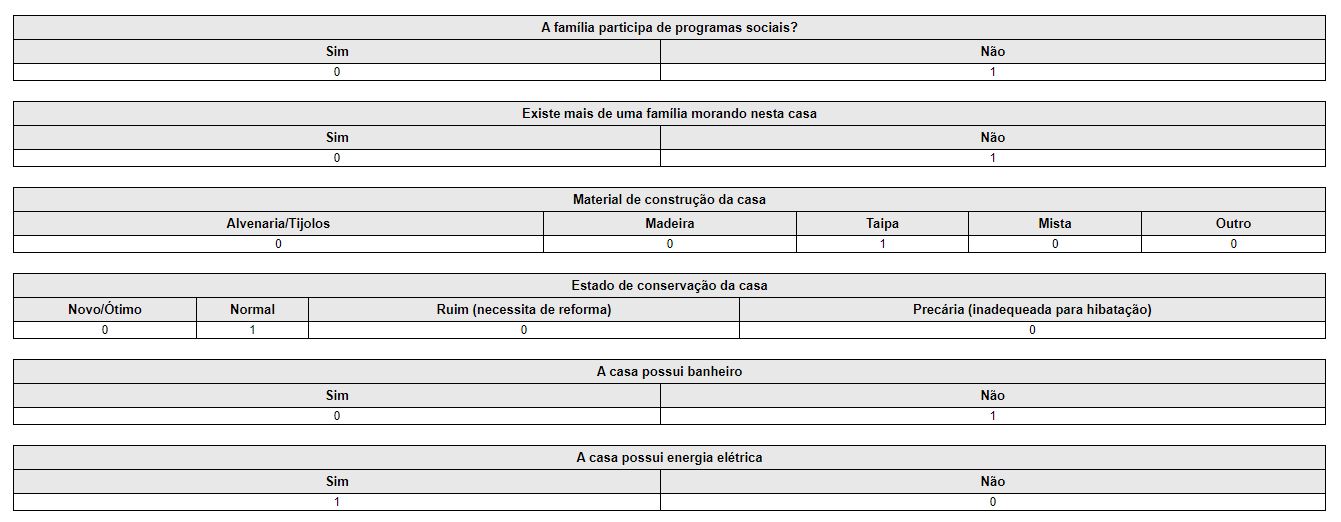 A família participa de programas sociais?
Sim Não
0 1
Existe mais de uma família morando nesta casa
Sim Não
0 1
Material de construção da casa
Alvenaria/Tijolos Madeira Taipa Mista Outro
0 0 1 0 0
Estado de conservação da casa
Novo/Ótimo Normal Ruim (necessita de reforma) Precária (inadequeada para hibatação)
0 1 0 0
A casa possui banheiro
Sim Não
0 1
A casa possui energia elétrica
Sim Não
1 0